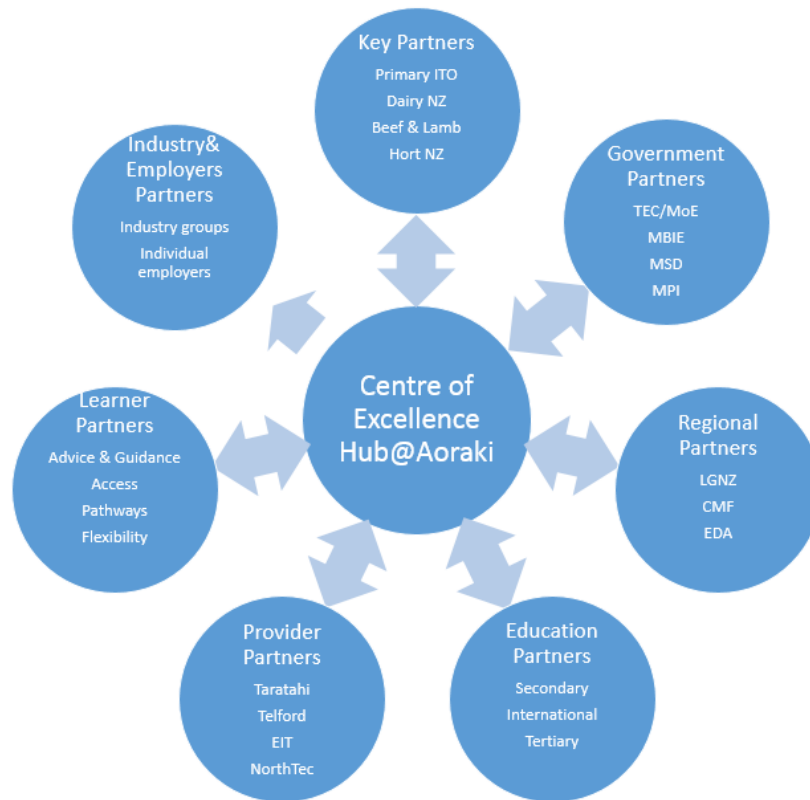 Key Partners
Primary ITO
Dairy NZ
Beef & Lamb
Hort NZ
Government
Partners
TEC/MoE
MBIE
MSD
MPI
Regional
Partners
LGNZ
CMF
EDA
Education
Partners
Secondary
International
Tertiary
Provider
Partners
Taratahi
Telford
EIT
NorthTec
Learner
Partners
Advice & Guidance
Access
Pathways
Flexibility
Industry&
Employers
Partners
Industry groups
Individual
employers
Centre of
Excellence
Hub@Aoraki